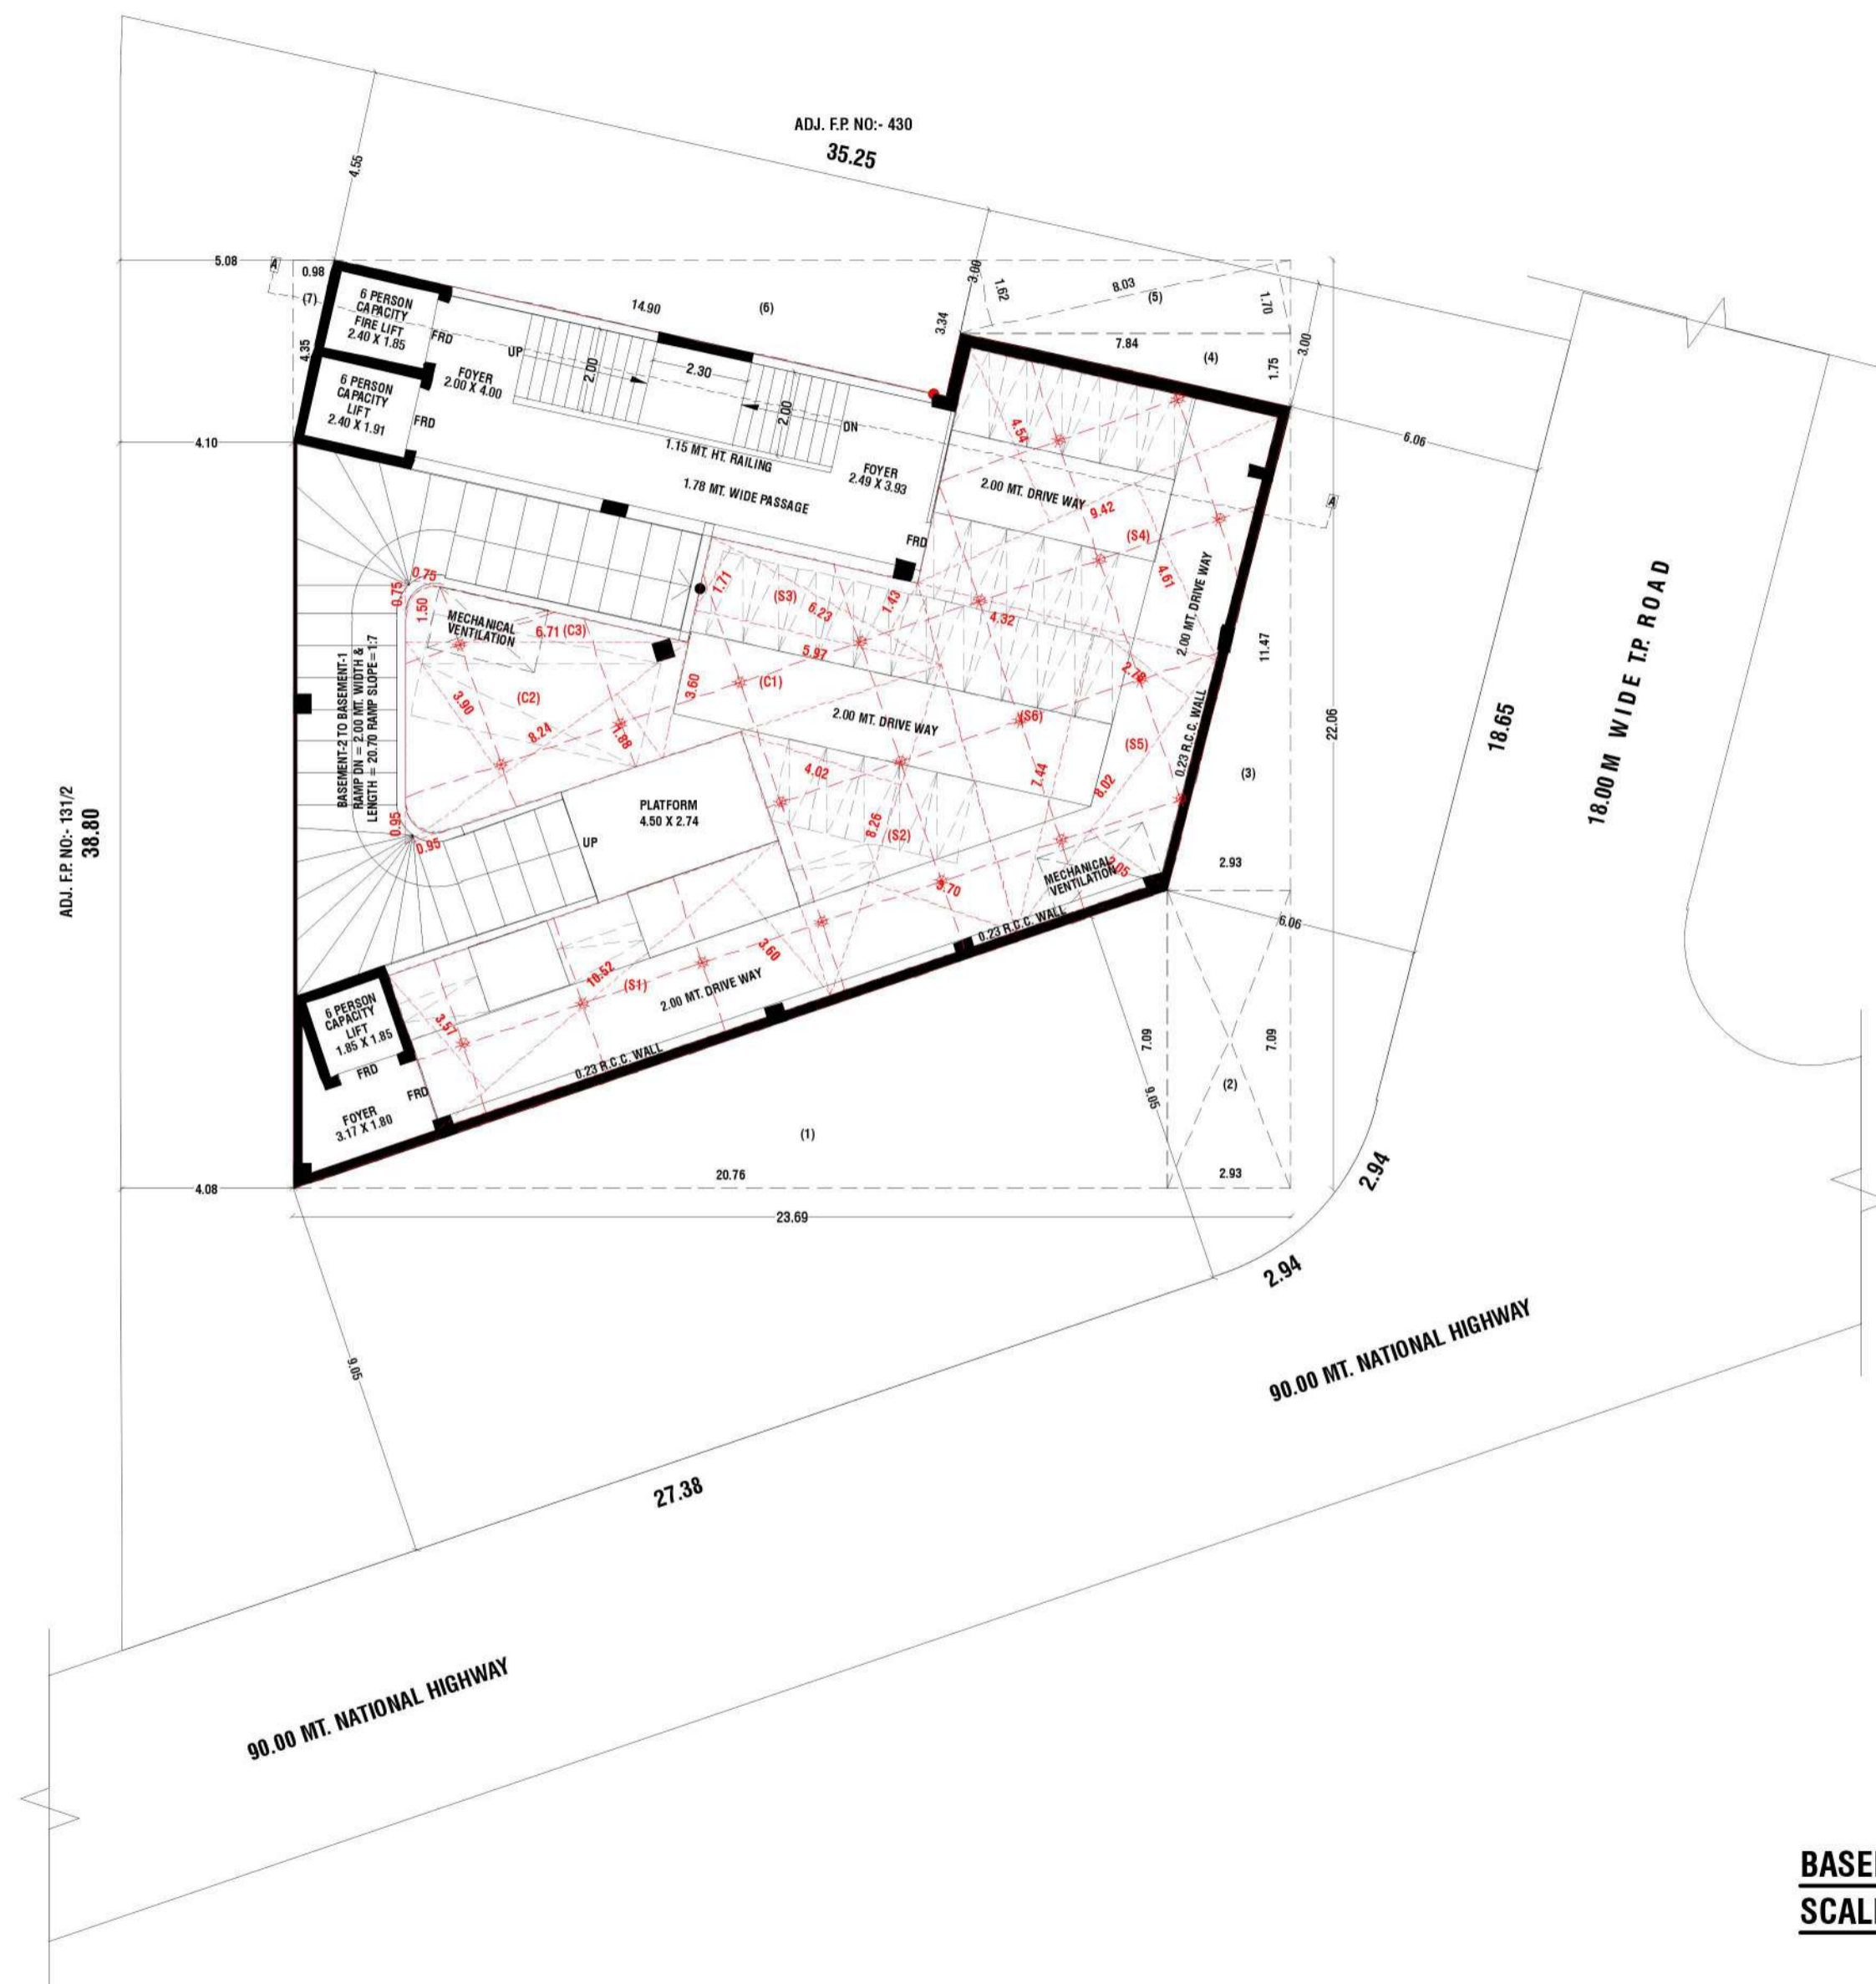 ADJ. F.P. NO:- 430
35.25
4.55
5.08
A
0.98
(7)
14.90
(6)
3.00
1.62
8.03
(5)
1.70
3.34
7.84
(4)
1.75
3.00
6 PERSON
CAPACITY
FIRE LIFT
2.40 X 1.85
FRD
UP
FOYER
2.00 X 4.00
2.00
2.30
2.00
DN
4.35
6 PERSON
CAPACITY
LIFT
2.40 X 1.91
FRD
1.15 MT. HT. RAILING
FOYER
2.49 X 3.93
1.78 MT. WIDE PASSAGE
FRD
4.10
4.54
2.00 MT. DRIVE WAY
9.42
(S4)
4.61
6.06
A
2.00 MT. DRIVE WAY
0.75
0.75
1.50
MECHANICAL
VENTILATION
6.71 (C3)
1.71
(S3)
6.23
1.43
4.32
5.97
11.47
BASEMENT-2 TO BASEMENT-1
RAMP DN = 2.00 MT. WIDTH &
LENGTH = 20.70 RAMP SLOPE=1:7
(C2)
3.90
8.24
1.88
3.60
(C1)
2.00 MT. DRIVE WAY
2.78
(S6)
(S5)
0.23 R.C.C. WALL
(3)
22.06
18.65
18.00M WIDE T.P. ROAD
ADJ. F.P. NO:- 131/2
38.80
0.95
0.95
UP
PLATFORM
4.50 X 2.74
4.02
8.26
(S2)
7.44
8.02
MECHANICAL
VENTILATION
2.93
6.06
0.23 R.C.C. WALL
10.52
(S1)
3.60
2.00 MT. DRIVE WAY
3.57
6 PERSON
CAPACITY
LIFT
1.85 X 1.85
FRD
FRD
FOYER
3.17 X 1.80
0.23 R.C.C. WALL
7.09
7.09
(2)
9.05
(1)
20.76
2.93
4.08
23.69
2.94
2.94
9.05
27.38
90.00 MT. NATIONAL HIGHWAY
90.00 MT. NATIONAL HIGHWAY